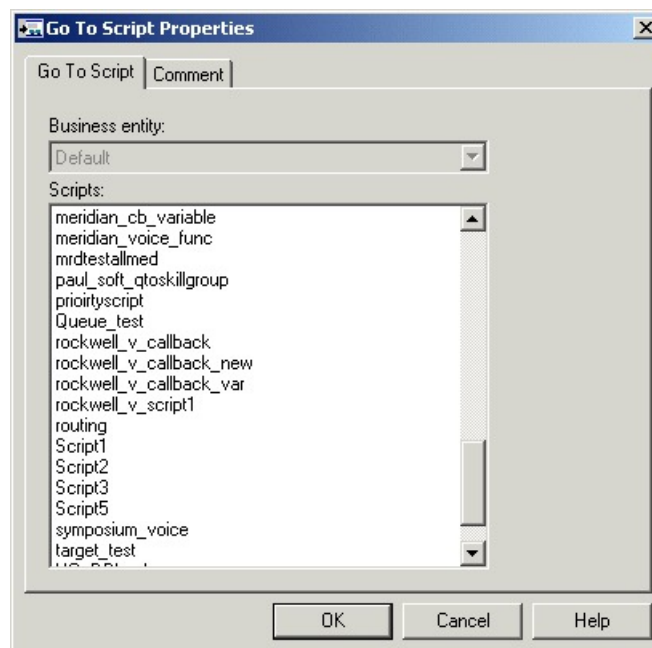 Go To Script Properties
Go To Script
Comment
Business entity:
Default
Scripts:
meridian_cb_variable
meridian_voice_func
mrdtestallmed
paul_soft_qtoskillgroup
prioirtyscript
Queue_test
rockwell_v_callback
rockwell_v_callback_new
rockwell_v_callback_var
rockwell_v_script1
routing
Script1
Script2
Script3
Script5
symposium_voice
target_test
OK Cancel Help